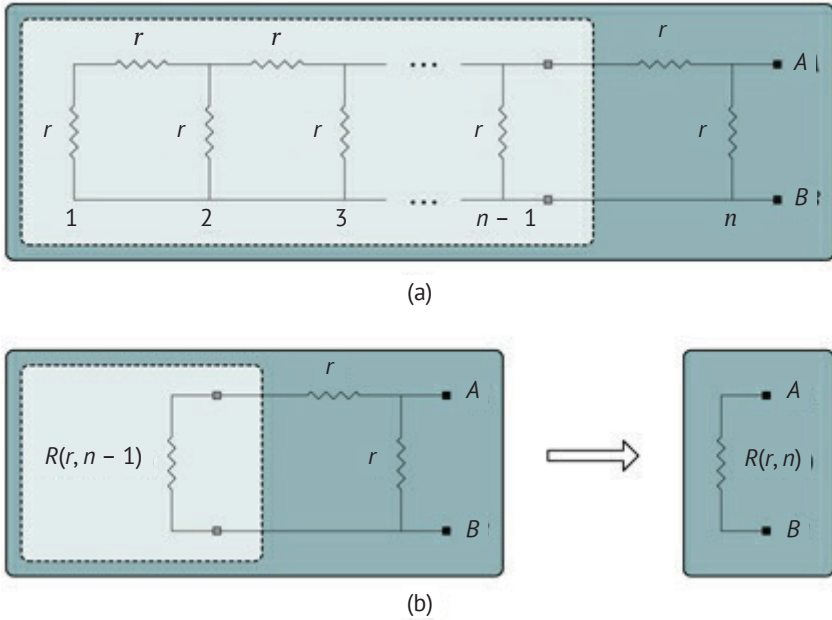 r r r
A
r r r r r
B
1 2 3 n – 1 n
(a)
r
A A
R(r, n – 1) r R(r, n)
B B
(b)